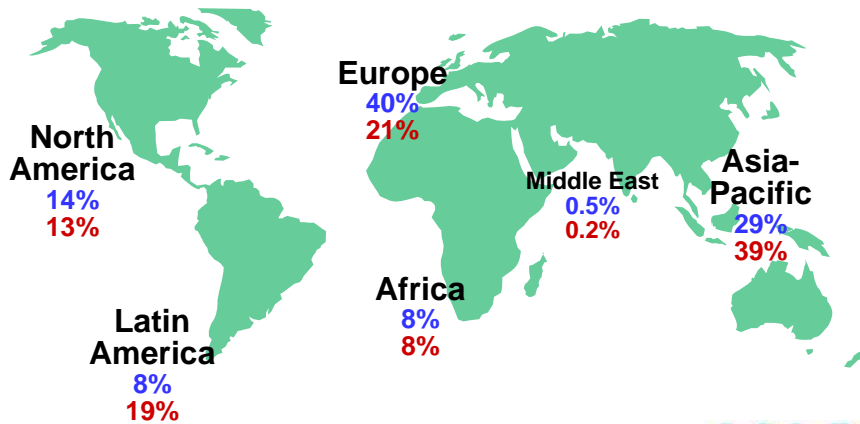 North
America
14%
13%
Latin
America
8%
19%
Europe
40%
21%
Africa
8%
8%
Middle East
0.5%
0.2%
Asia-
Pacific
29%
39%